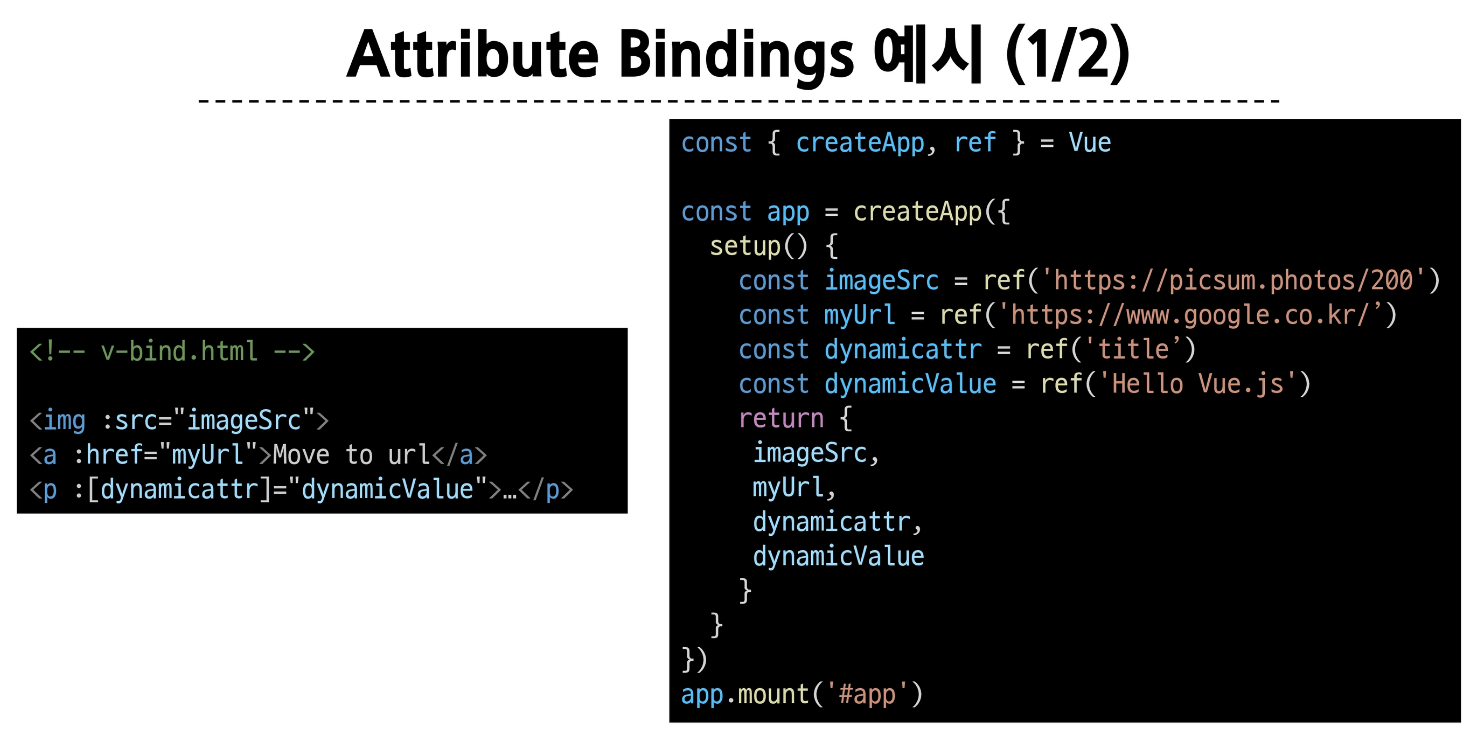 Attribute Bindings 예시 (1/2)
<!-- v-bind.html -->
<img :src="imageSrc">
<a :href="myUrl">Move to url</a>
<p :[dynamicattr]="dynamicValue">…</p>
const { createApp, ref } = Vue
const app = createApp({
  setup() {
    const imageSrc = ref('https://picsum.photos/200')
    const myUrl = ref('https://www.google.co.kr/’)
    const dynamicattr = ref('title’)
    const dynamicValue = ref('Hello Vue.js')
    return {
     imageSrc,
     myUrl,
     dynamicattr,
     dynamicValue
    }
  }
})
app.mount('#app')